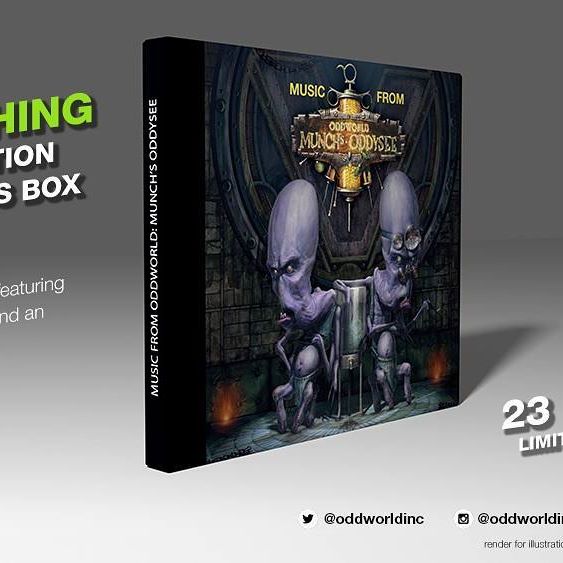 HING
TION
S BOX
featuring
nd an
MUSIC FROM ODDWORLD: MUNCH'S ODDYSEE
MUSIC FROM
ODDWORLD
MUNCH'S ODDYSEE
23
LIMIT
@oddworldinc
@oddworldin
render for illustratio